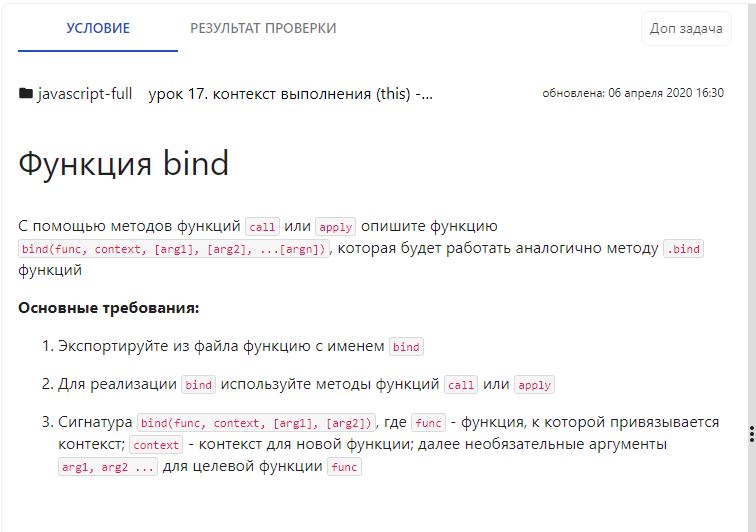 УСЛОВИЕ РЕЗУЛЬТАТ ПРОВЕРКИ Доп задача
javascript-full урок 17. контекст выполнения (this) -... обновлена: 06 апреля 2020 16:30
Функция bind
С помощью методов функций call или apply опишите функцию
bind(func, context, [arg1], [arg2], ...[argn]), которая будет работать аналогично методу .bind
функций
Основные требования:
1. Экспортируйте из файла функцию с именем bind
2. Для реализации bind используйте методы функций call или apply
3. Сигнатура bind(func, context, [arg1], [arg2]), где func - функция, к которой привязывается
контекст; context - контекст для новой функции; далее необязательные аргументы
arg1, arg2 ... для целевой функции func